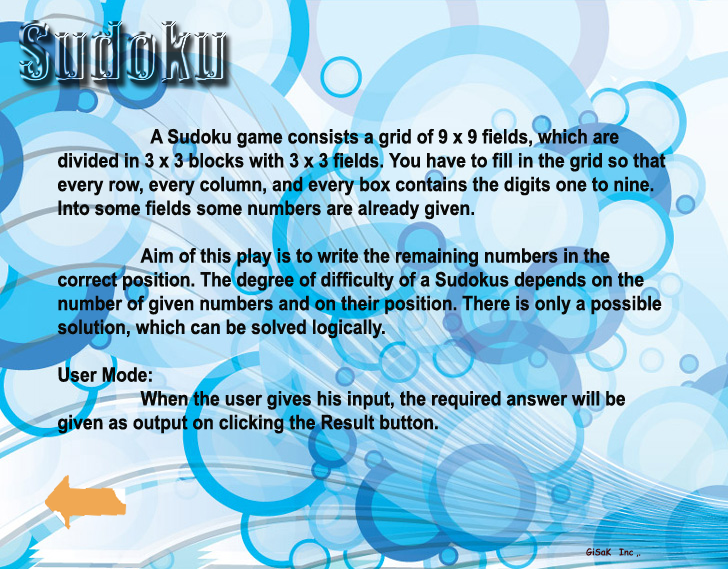 Sudoku
A Sudoku game consists a grid of 9 x 9 fields, which are
divided in 3 x 3 blocks with 3 x 3 fields. You have to fill in the grid so that
every row, every column, and every box contains the digits one to nine.
Into some fields some numbers are already given.
Aim of this play is to write the remaining numbers in the
correct position. The degree of difficulty of a Sudokus depends on the
number of given numbers and on their position. There is only a possible
solution, which can be solved logically.
User Mode:
When the user gives his input, the required answer will be
given as output on clicking the Result button.
GiSaK Inc ,.